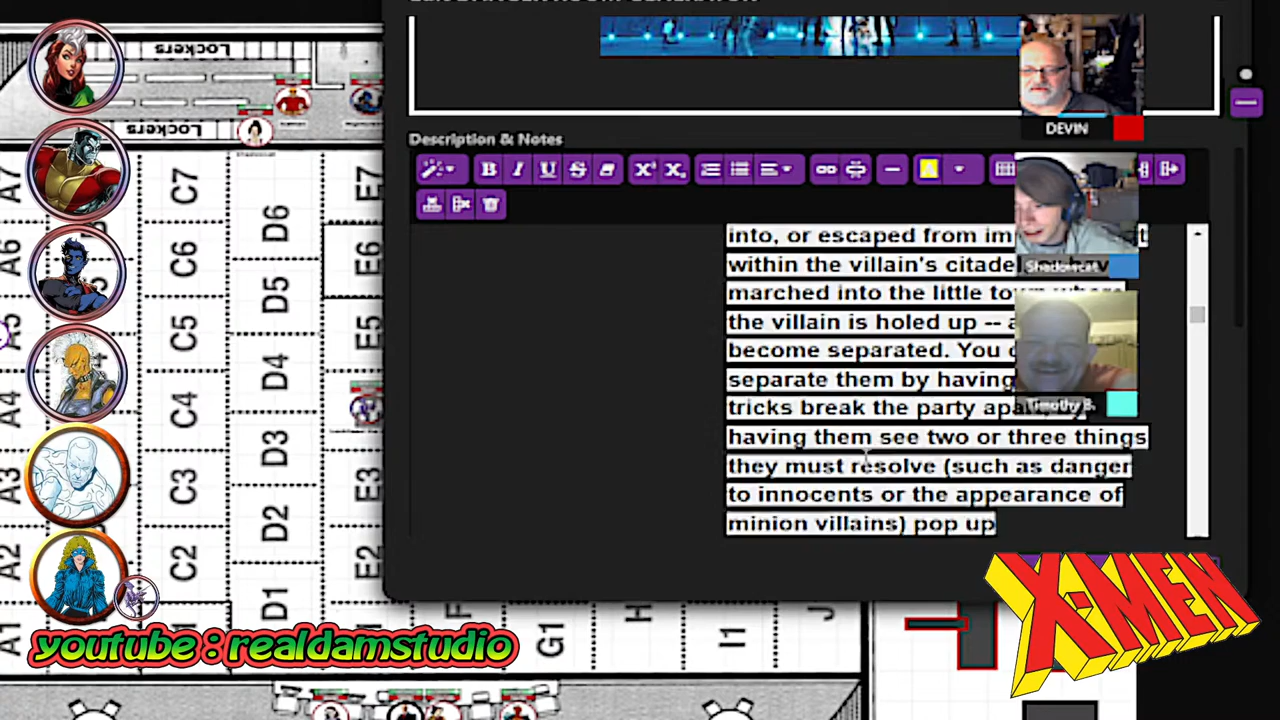 Lockers
Lockers
DEVIN
Description & Notes
B I U S
A
into, or escaped from
within the villain's citadel
marched into the little
the villain is holed up --
become separated. You
separate them by having
tricks break the party
having them see two or three things
they must resolve (such as danger
to innocents or the appearance of
minion villains) pop up
Shadowcat
Timothy B.
A7
A6
A5
A4
A3
A2
A1
C7
C6
C5
C4
C3
C2
D6
D5
D4
D3
D2
D1
E7
E6
E5
E3
E2
F
G1
H
I1
J
youtube : realdamstudio
X-MEN